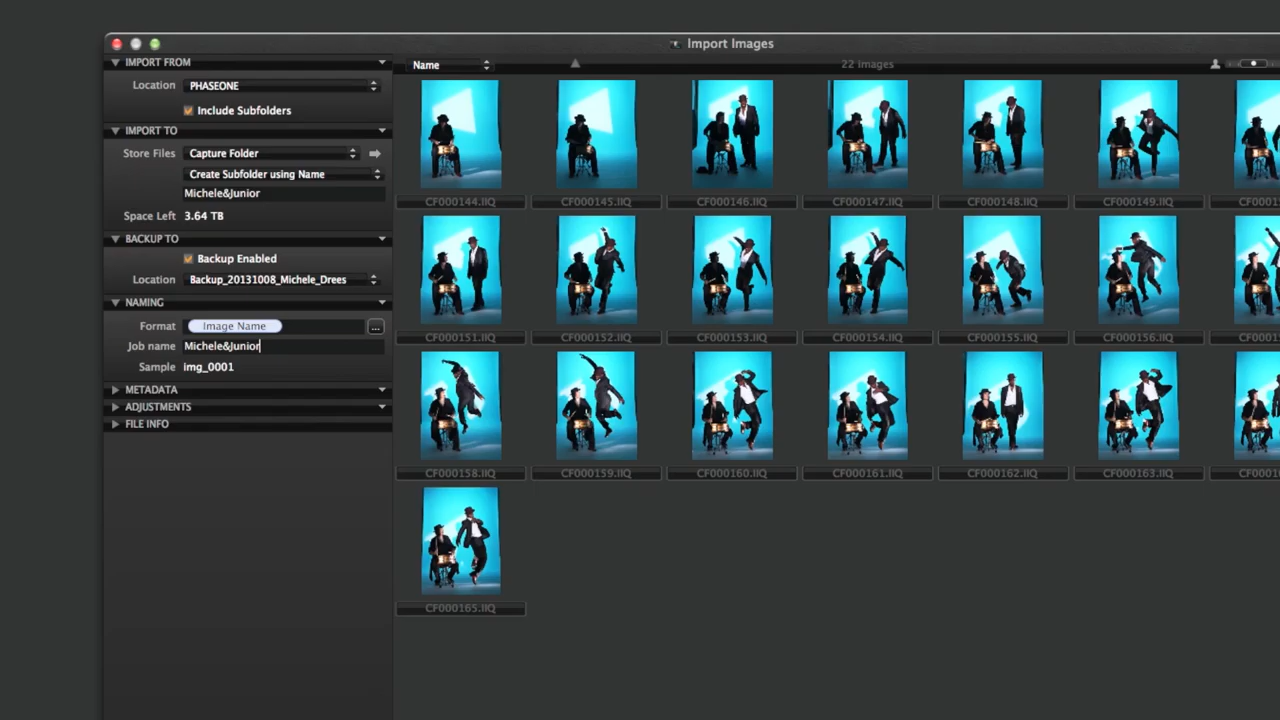 Import Images
IMPORT FROM
Location PHASEONE
Include Subfolders
IMPORT TO
Store Files Capture Folder
Create Subfolder using Name
Michele&Junior
Space Left 3.64 TB
BACKUP TO
Backup Enabled
Location Backup_20131008_Michele_Drees
NAMING
Format Image Name ...
Job name Michele&Junior
Sample img_0001
METADATA
ADJUSTMENTS
FILE INFO
Name 22 Images
CF000144.IIQ CF000145.IIQ CF000146.IIQ CF000147.IIQ CF000148.IIQ CF000149.IIQ CF00015
CF000151.IIQ CF000152.IIQ CF000153.IIQ CF000154.IIQ CF000155.IIQ CF000156.IIQ CF00015
CF000158.IIQ CF000159.IIQ CF000160.IIQ CF000161.IIQ CF000162.IIQ CF000163.IIQ CF00016
CF000165.IIQ